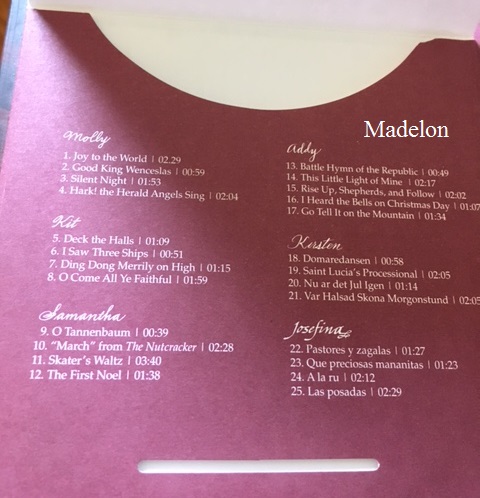 Madelon
Molly
1. Joy to the World | 02.29
2. Good King Wenceslas | 00:59
3. Silent Night | 01:53
4. Hark! the Herald Angels Sing | 02:04
Kit
5. Deck the Halls | 01:09
6. I Saw Three Ships | 00:51
7. Ding Dong Merrily on High | 01:15
8. O Come All Ye Faithful | 01:59
Samantha
9. O Tannenbaum | 00:39
10. "March" from The Nutcracker | 02:28
11. Skater's Waltz | 03:40
12. The First Noel | 01:38
Addy
13. Battle Hymn of the Republic | 00:49
14. This Little Light of Mine | 02:17
15. Rise Up, Shepherds, and Follow | 02:02
16. I Heard the Bells on Christmas Day | 01:07
17. Go Tell It on the Mountain | 01:34
Kirsten
18. Domaredansen | 00:58
19. Saint Lucia's Processional | 02:05
20. Nu ar det Jul Igen | 01:14
21. Var Halsad Skona Morgonstund | 02:05
Josefina
22. Pastores y zagalas | 01:27
23. Que preciosas mananitas | 01:23
24. A la ru | 02:12
25. Las posadas | 02:29